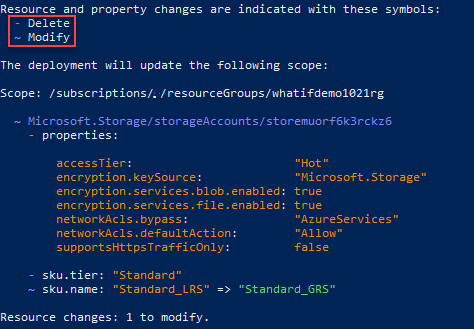 Resource and property changes are indicated with these symbols:
- Delete
~ Modify
The deployment will update the following scope:
Scope: /subscriptions/./resourceGroups/whatifdemo1021rg
~ Microsoft.Storage/storageAccounts/storemuorf6k3rckz6
- properties:
accessTier: "Hot"
encryption.keySource: "Microsoft.Storage"
encryption.services.blob.enabled: true
encryption.services.file.enabled: true
networkAcls.bypass: "AzureServices"
networkAcls.defaultAction: "Allow"
supportsHttpsTrafficOnly: false
- sku.tier: "Standard"
~ sku.name: "Standard_LRS" => "Standard_GRS"
Resource changes: 1 to modify.